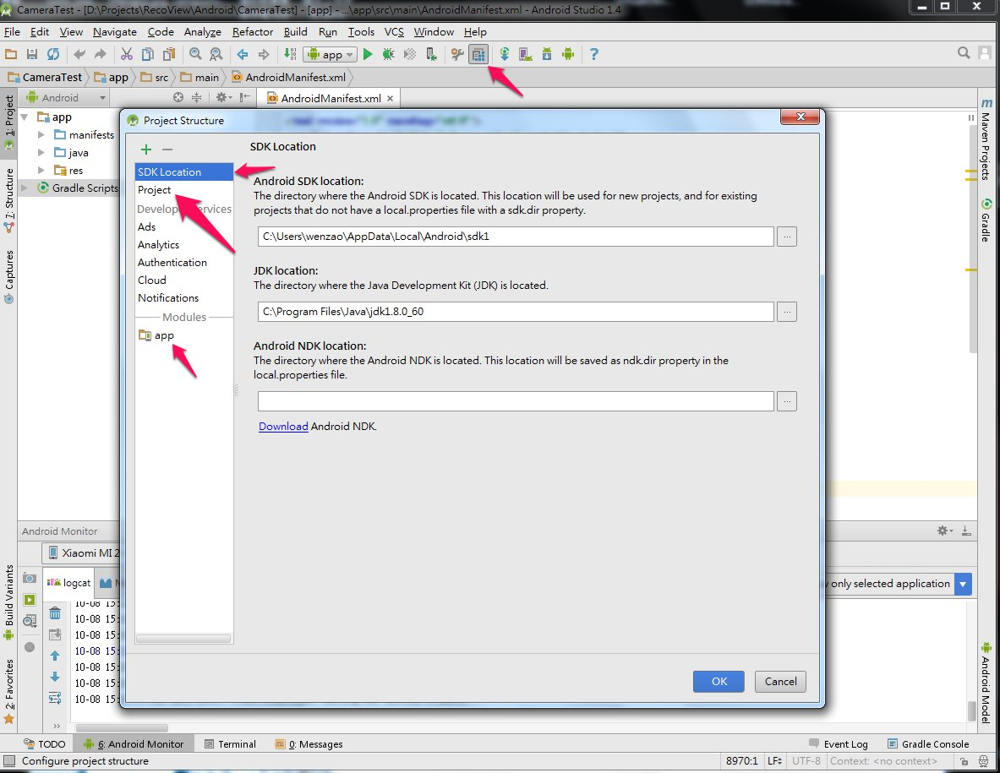 CameraTest - [D:\Projects\RecoView\Android\CameraTest] - [app] - ...\app\src\main\AndroidManifest.xml - Android Studio 1.4
File Edit View Navigate Code Analyze Refactor Build Run Tools VCS Window Help
app
CameraTest app src main AndroidManifest.xml
Android
AndroidManifest.xml
1: Project
7: Structure
Captures
Build Variants
2: Favorites
app
manifests
java
res
Gradle Scripts
Project Structure
SDK Location
Project
Ads
Analytics
Authentication
Cloud
Notifications
Modules
app
SDK Location
Android SDK location:
The directory where the Android SDK is located. This location will be used for new projects, and for existing
projects that do not have a local.properties file with a sdk.dir property.
C:\Users\wenzao\AppData\Local\Android\sdk1
...
JDK location:
The directory where the Java Development Kit (JDK) is located.
C:\Program Files\Java\jdk1.8.0_60
...
Android NDK location:
The directory where the Android NDK is located. This location will be saved as ndk.dir property in the
local.properties file.
...
Download Android NDK.
OK Cancel
Maven Projects
Gradle
Android Model
Android Monitor
Xiaomi MI 2
logcat
only selected application
10-08 15:
10-08 15:
10-08 15:
10-08 15:
10-08 15:
10-08 15:
10-08 15:
TODO 6: Android Monitor Terminal 0: Messages Event Log Gradle Console
Configure project structure 8970:1 LF UTF-8 Context: <no context>